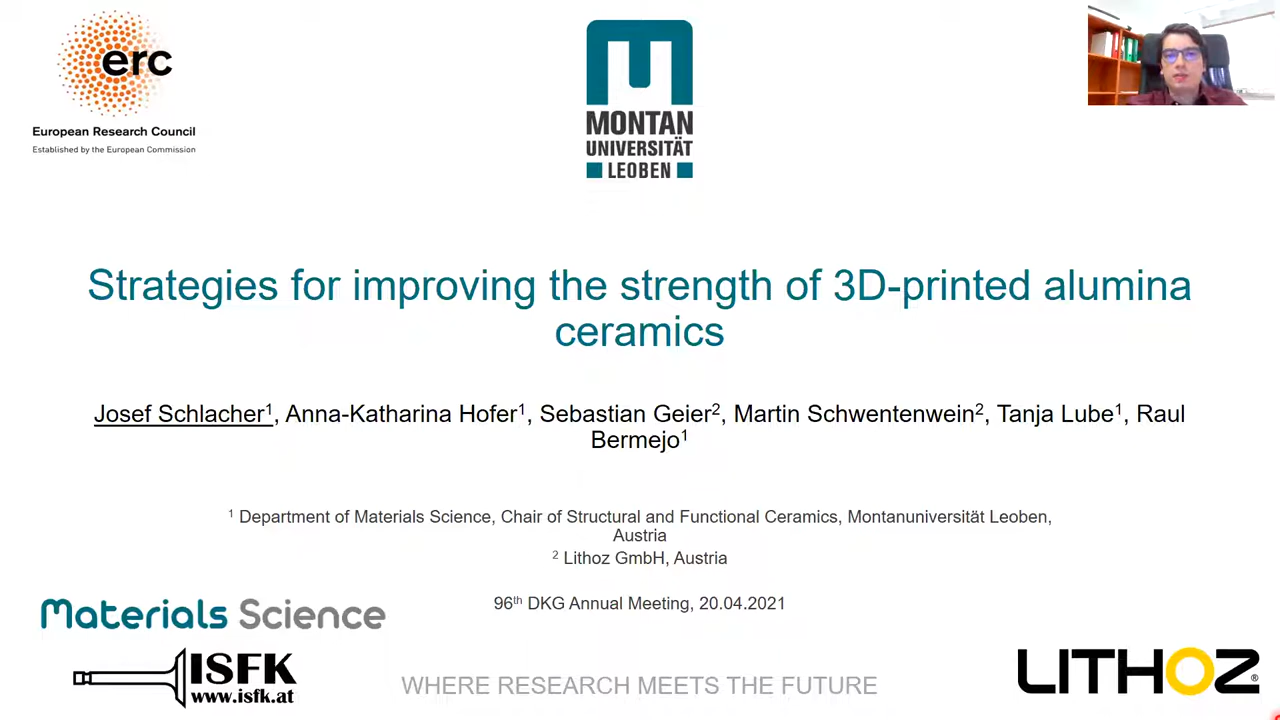 erc
European Research Council
Established by the European Commission
MONTAN
UNIVERSITÄT
LEOBEN
Strategies for improving the strength of 3D-printed alumina
ceramics
Josef Schlacher¹, Anna-Katharina Hofer¹, Sebastian Geier², Martin Schwentenwein², Tanja Lube¹, Raul
Bermejo¹
¹ Department of Materials Science, Chair of Structural and Functional Ceramics, Montanuniversität Leoben,
Austria
² Lithoz GmbH, Austria
96th DKG Annual Meeting, 20.04.2021
Materials Science
ISFK
www.isfk.at
WHERE RESEARCH MEETS THE FUTURE
LITHOZ®